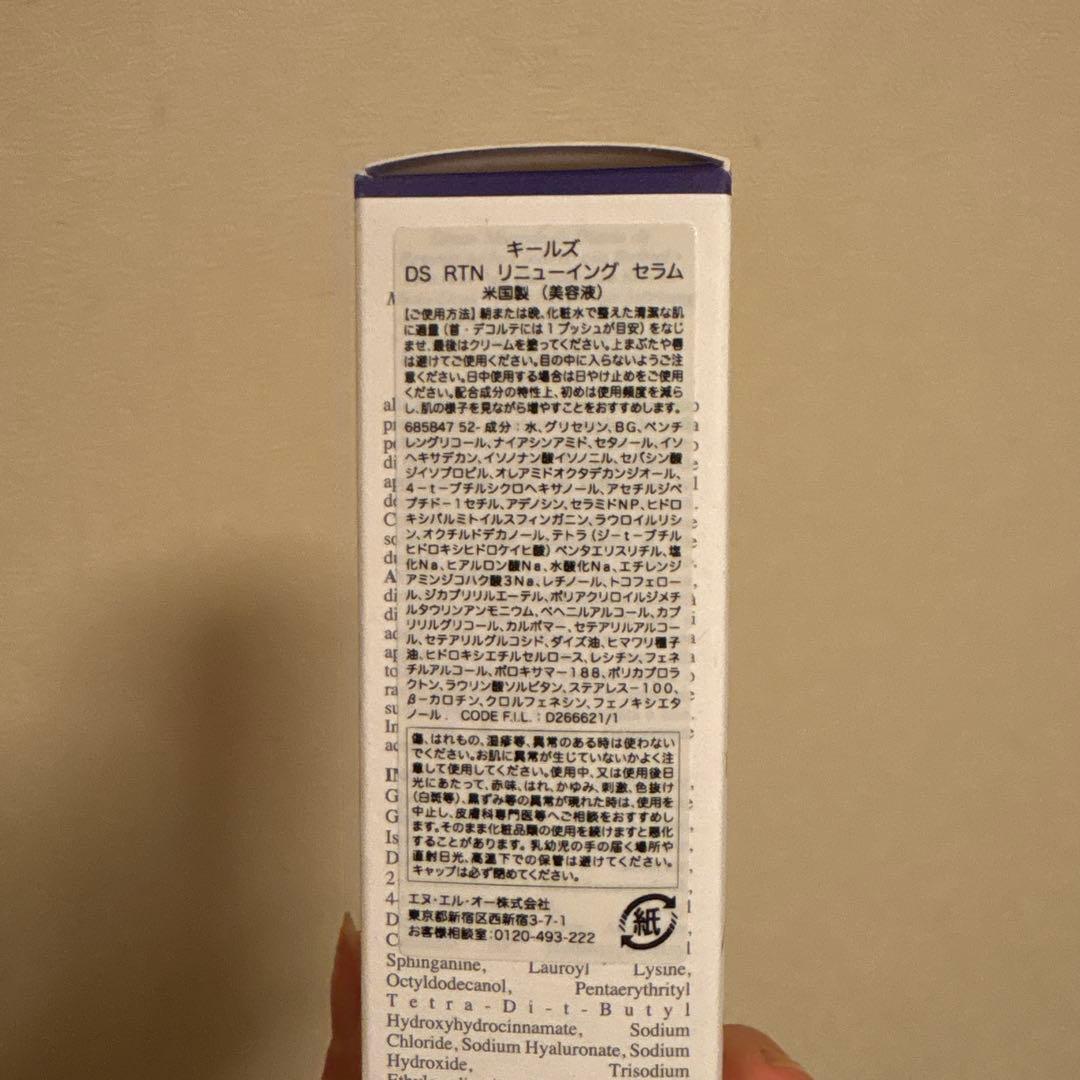 キールズ
DS RTN リニューイング セラム
米国製（美容液）
【ご使用方法】朝または晩、化粧水で整えた清潔な肌
に適量（首・デコルテには1プッシュが目安）をなじ
ませ、最後はクリームを塗ってください。上まぶたや唇
は避けてご使用ください。目の中に入らないようご注
意ください。日中使用する場合は日やけ止めをご使用
ください。配合成分の特性上、初めは使用頻度を減ら
し、肌の様子を見ながら増やすことをおすすめします。
685847 52- 成分：水、グリセリン、BG、ペンチ
レングリコール、ナイアシンアミド、セタノール、イソ
ヘキサデカン、イソノナン酸イソノニル、セバシン酸
ジイソプロピル、オレアミドオクタデカンジオール、
4-t-ブチルシクロヘキサノール、アセチルジペ
プチド-1セチル、アデノシン、セラミドNP、ヒドロ
キシパルミトイルスフィンガニン、ラウロイルリシ
ン、オクチルドデカノール、テトラ（ジ-t-ブチル
ヒドロキシヒドロケイヒ酸）ペンタエリスリチル、塩
化Na、ヒアルロン酸Na、水酸化Na、エチレンジ
アミンジコハク酸3Na、レチノール、トコフェロー
ル、ジカプリリルエーテル、ポリアクリロイルジメチ
ルタウリンアンモニウム、ベヘニルアルコール、カプ
リリルグリコール、カルボマー、セテアリルアルコー
ル、セテアリルグルコシド、ダイズ油、ヒマワリ種子
油、ヒドロキシエチルセルロース、レシチン、フェネ
チルアルコール、ポロキサマー188、ポリカプロラ
クトン、ラウリン酸ソルビタン、ステアレス-100、
β-カロチン、クロルフェネシン、フェノキシエタ
ノール． CODE F.I.L.：D266621/1
傷、はれもの、湿疹等、異常のある時は使わない
でください。お肌に異常が生じていないかよく注
意して使用してください。使用中、又は使用後日
光にあたって、赤味、はれ、かゆみ、刺激、色抜け
（白斑等）、黒ずみ等の異常が現れた時は、使用を
中止し、皮膚科専門医等へご相談をおすすめし
ます。そのまま化粧品類の使用を続けますと悪化
することがあります。乳幼児の手の届く場所や
直射日光、高温下での保管は避けてください。
キャップは必ず閉めてください。
エヌ・エル・オー株式会社
東京都新宿区西新宿3-7-1
お客様相談室：0120-493-222
紙
Sphinganine, Lauroyl Lysine,
Octyldodecanol, Pentaerythrityl
Tetra-Di-t-Butyl
Hydroxyhydrocinnamate, Sodium
Chloride, Sodium Hyaluronate, Sodium
Hydroxide, Trisodium